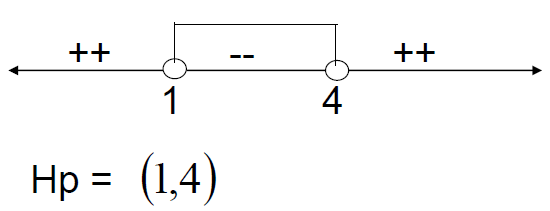 ++ -- ++
1 4
Hp = (1,4)